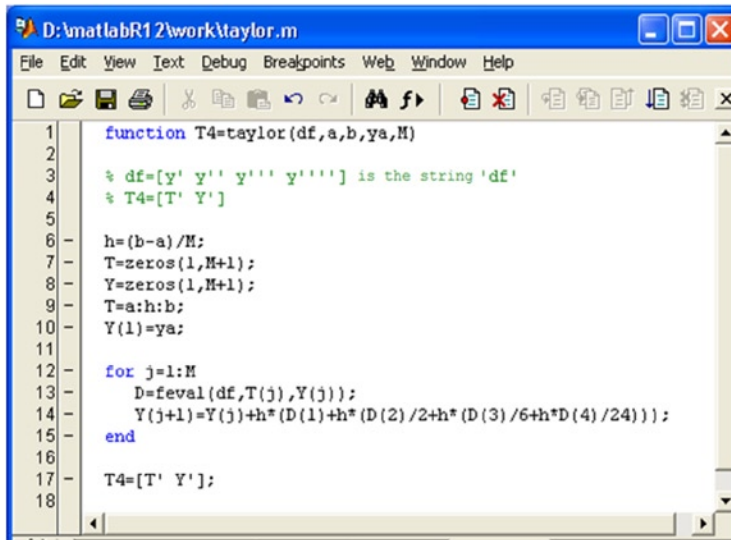 D:\matlabR12\work\taylor.m
File Edit View Text Debug Breakpoints Web Window Help
1 function T4=taylor(df,a,b,ya,M)
2
3 % df=[y' y'' y''' y''''] is the string 'df'
4 % T4=[T' Y']
5
6 - h=(b-a)/M;
7 - T=zeros(1,M+1);
8 - Y=zeros(1,M+1);
9 - T=a:h:b;
10 - Y(1)=ya;
11
12 - for j=1:M
13 - D=feval(df,T(j),Y(j));
14 - Y(j+1)=Y(j)+h*(D(1)+h*(D(2)/2+h*(D(3)/6+h*D(4)/24)));
15 - end
16
17 - T4=[T' Y'];
18